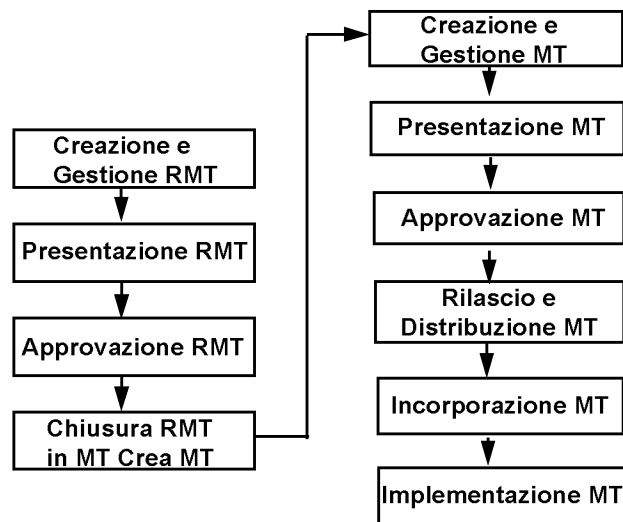 Creazione e
Gestione RMT
Presentazione RMT
Approvazione RMT
Chiusura RMT
in MT Crea MT
Creazione e
Gestione MT
Presentazione MT
Approvazione MT
Rilascio e
Distribuzione MT
Incorporazione MT
Implementazione MT